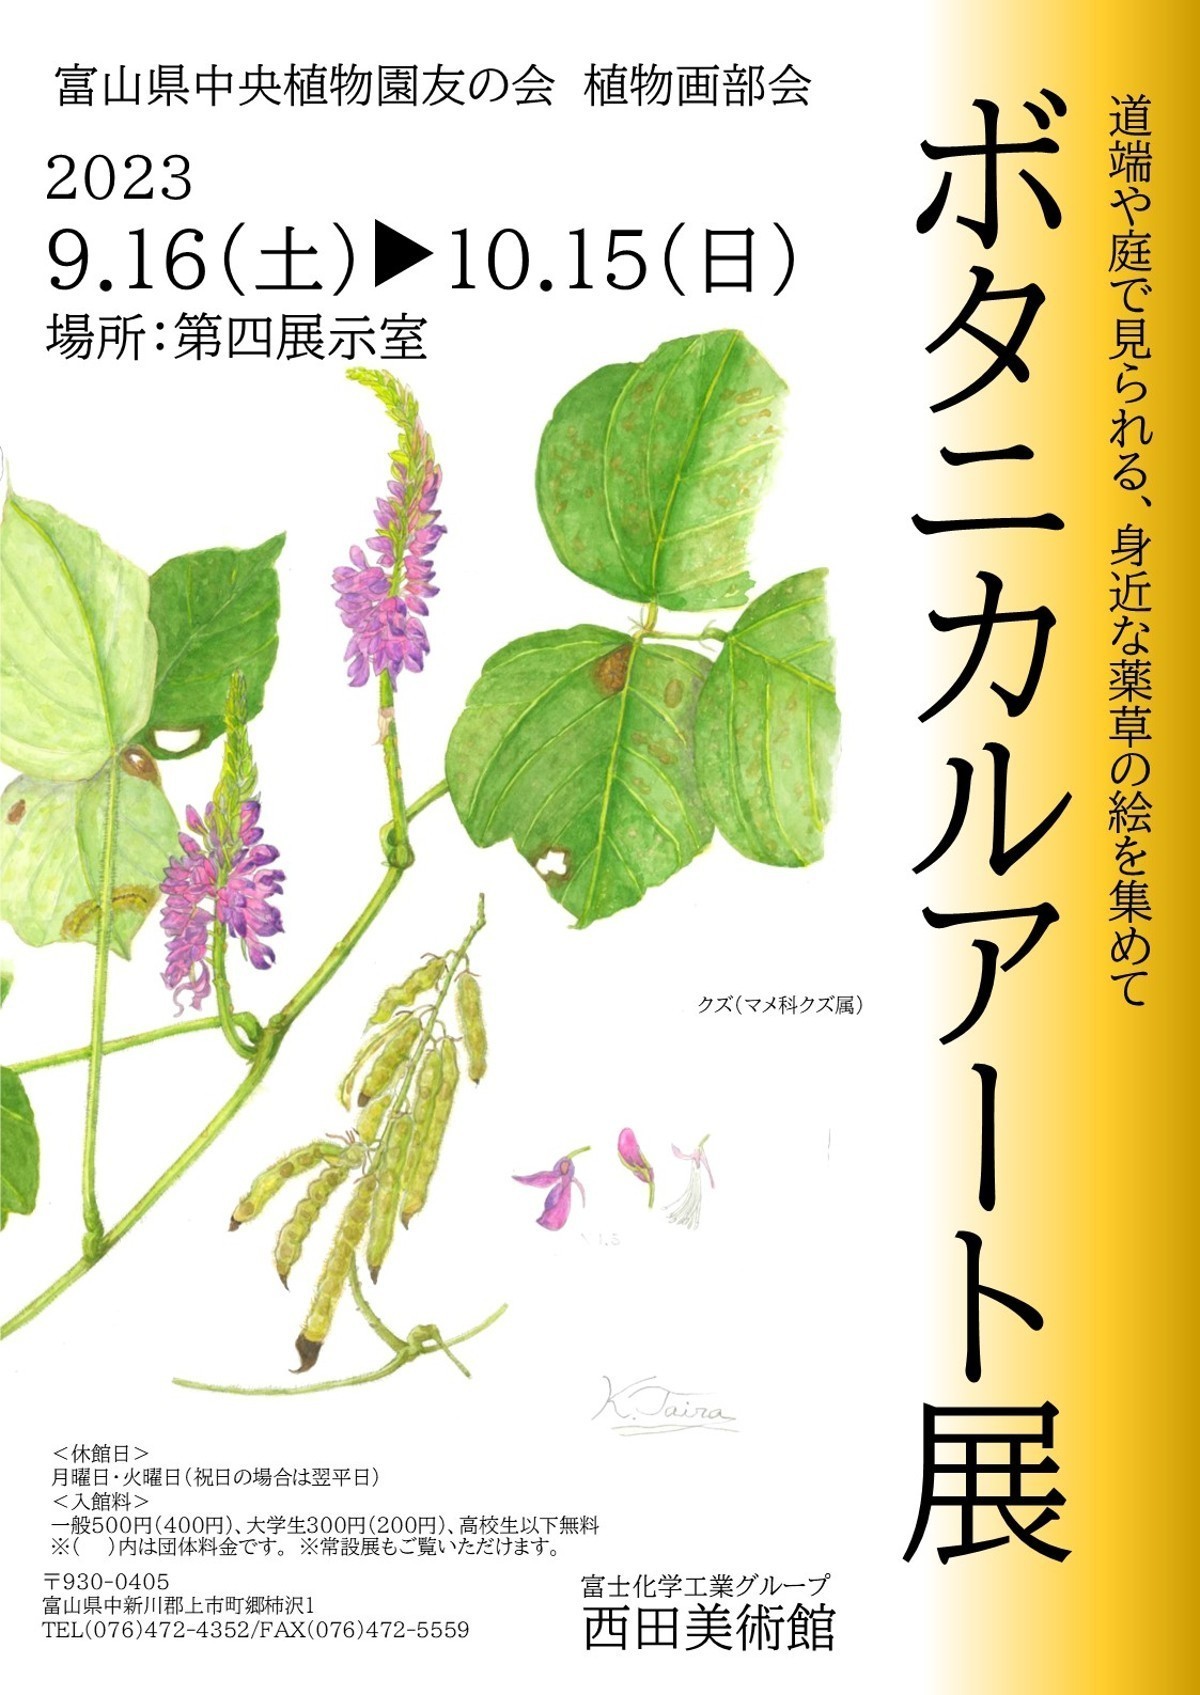 富山県中央植物園友の会 植物画部会
2023
9.16(土)▶10.15(日)
場所:第四展示室
道端や庭で見られる、身近な薬草の絵を集めて
ボタニカルアート展
クズ(マメ科クズ属)
K. Taira
<休館日>
月曜日・火曜日(祝日の場合は翌平日)
<入館料>
一般500円(400円)、大学生300円(200円)、高校生以下無料
※( )内は団体料金です。 ※常設展もご覧いただけます。
〒930-0405
富山県中新川郡上市町郷柿沢1
TEL(076)472-4352/FAX(076)472-5559
富士化学工業グループ
西田美術館